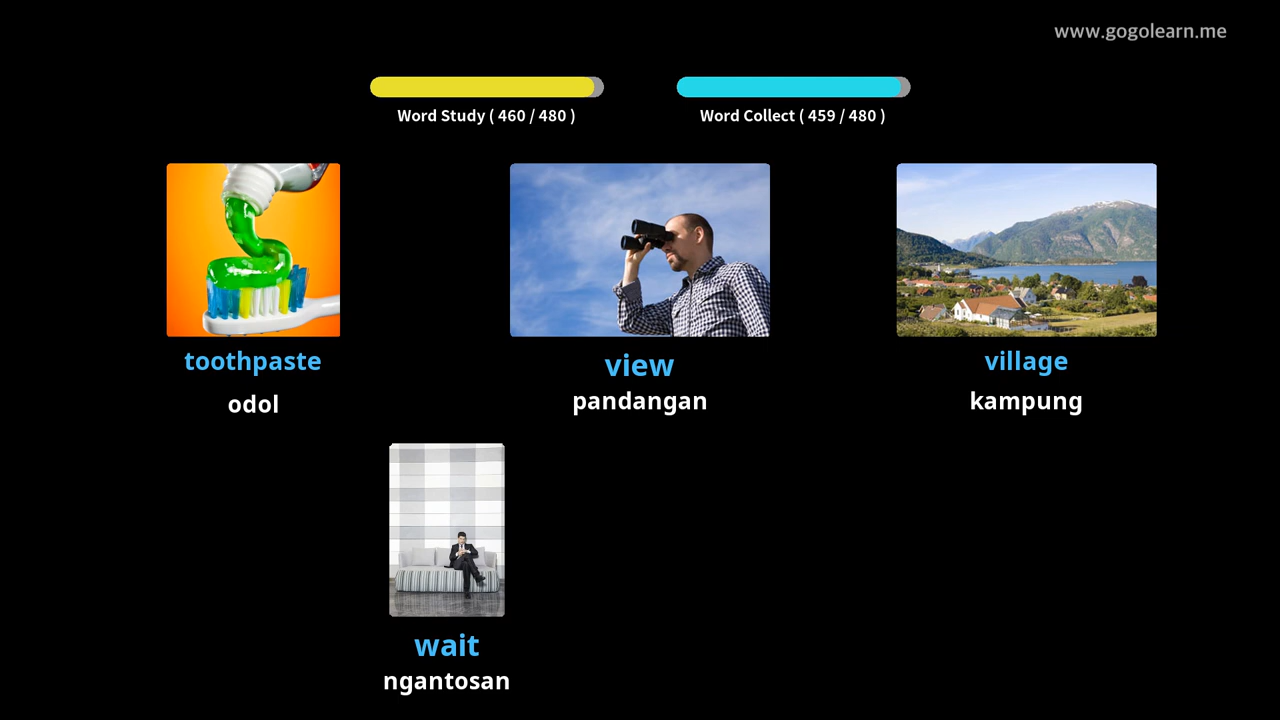 www.gogolearn.me
Word Study ( 460 / 480 )
Word Collect ( 459 / 480 )
toothpaste
odol
view
pandangan
village
kampung
wait
ngantosan